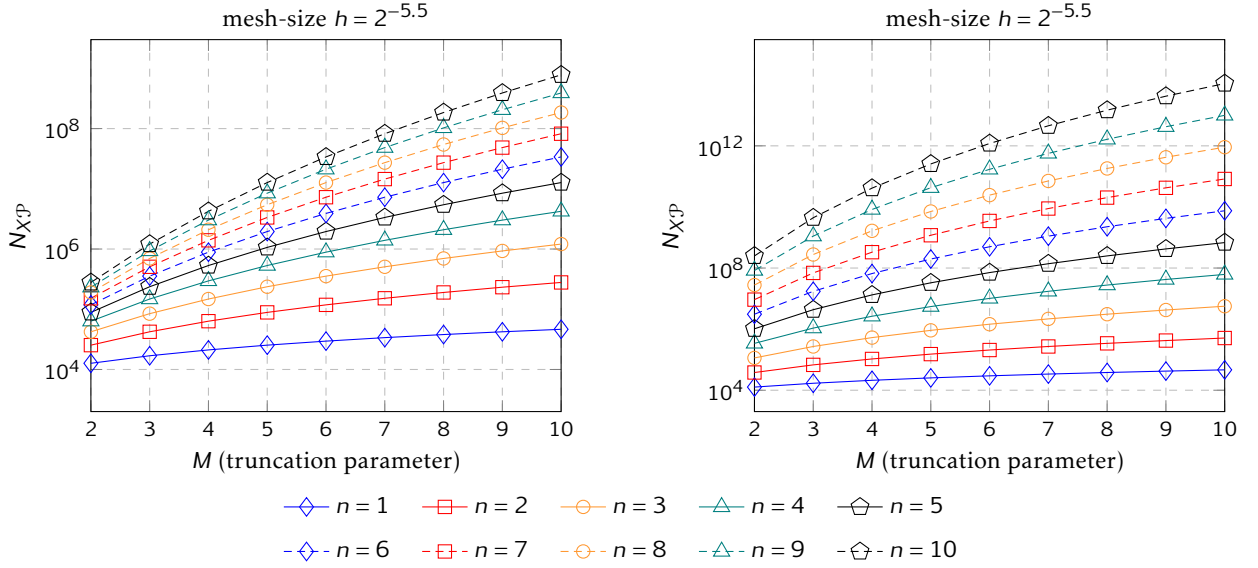 mesh-size h = 2^−5.5
N_X𝒫
10^8
10^6
10^4
2 3 4 5 6 7 8 9 10
M (truncation parameter)
mesh-size h = 2^−5.5
N_X𝒫
10^12
10^8
10^4
2 3 4 5 6 7 8 9 10
M (truncation parameter)
n = 1 n = 2 n = 3 n = 4 n = 5
n = 6 n = 7 n = 8 n = 9 n = 10